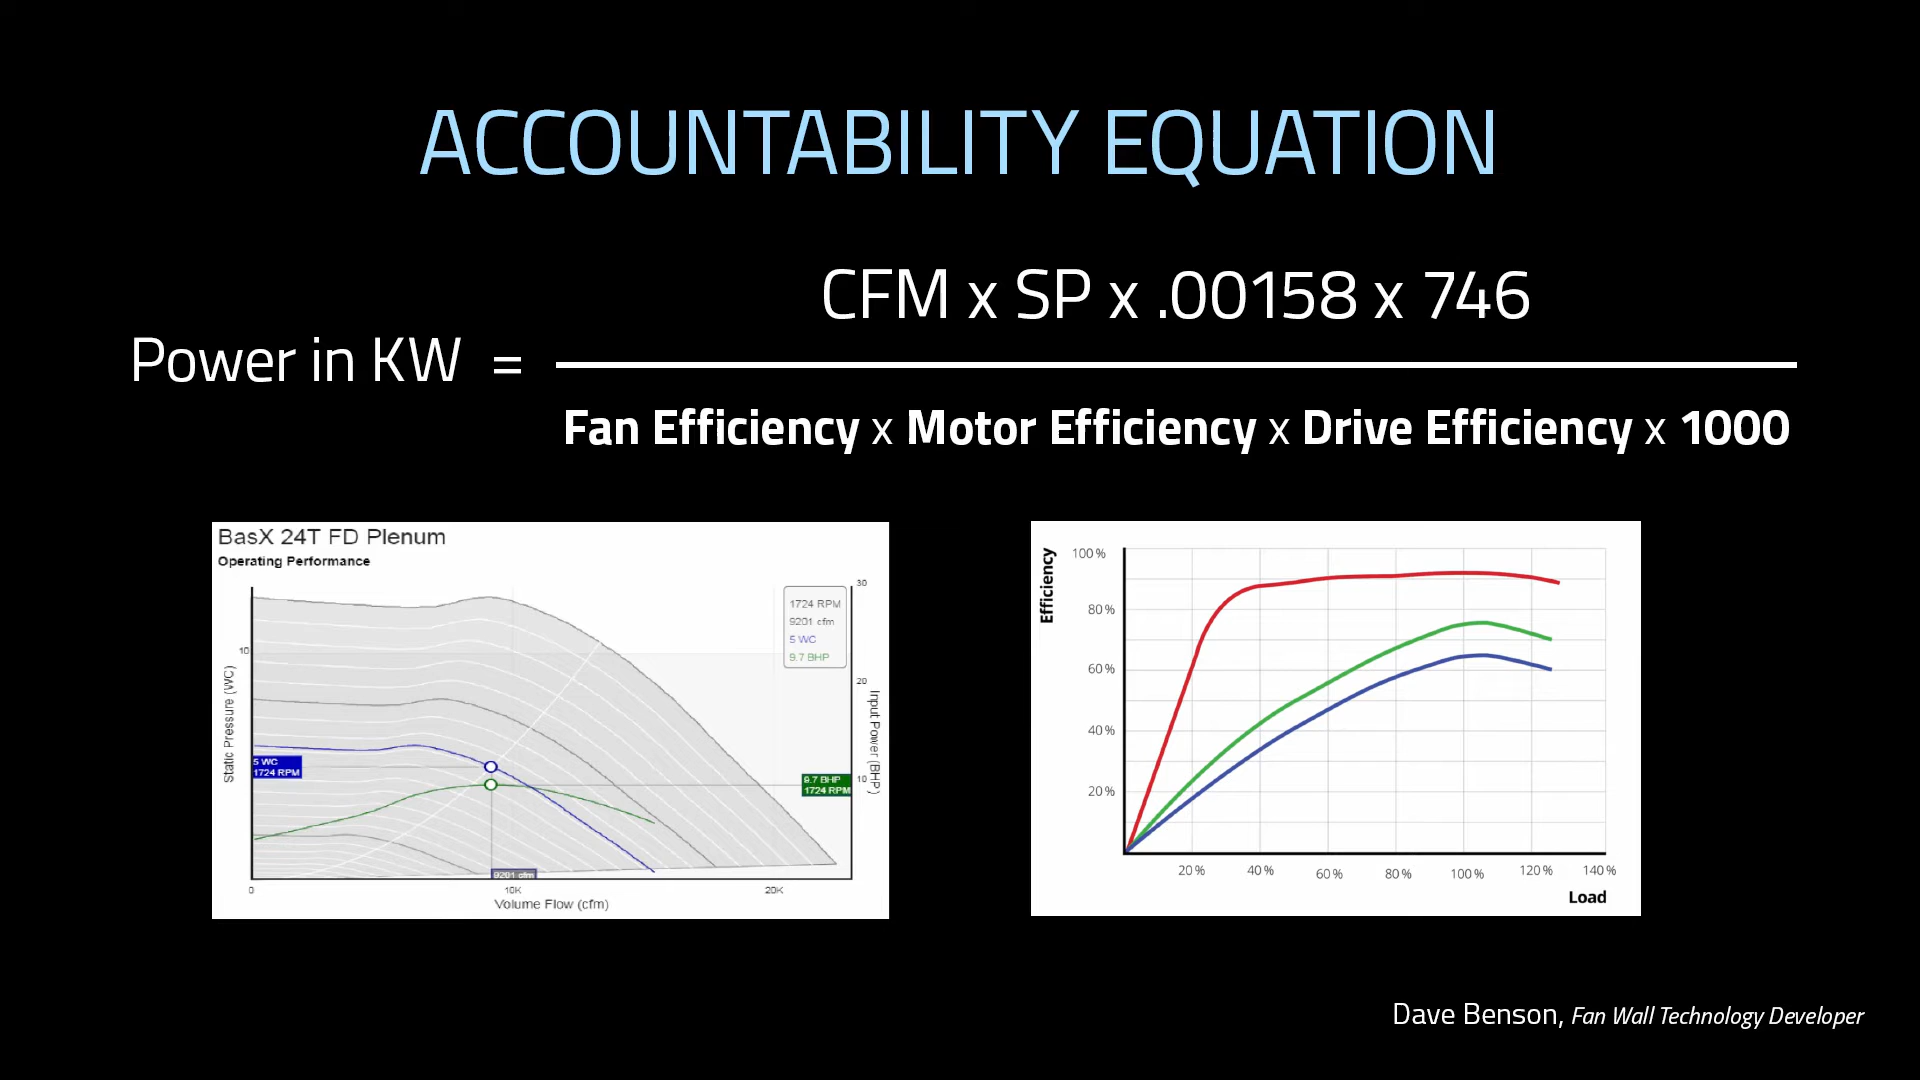 ACCOUNTABILITY EQUATION
CFM x SP x .00158 x 746
Power in KW =
Fan Efficiency x Motor Efficiency x Drive Efficiency x 1000
BasX 24T FD Plenum
Operating Performance
30
1724 RPM
9201 cfm
5 WC
9.7 BHP
10
20
Static Pressure (WC)
Input Power (BHP)
5 WC
1724 RPM
10
9.7 BHP
1724 RPM
9201 cfm
0
10K
20K
Volume Flow (cfm)
Efficiency
100 %
80 %
60 %
40 %
20 %
20 %
40 %
60 %
80 %
100 %
120 %
140 %
Load
Dave Benson, Fan Wall Technology Developer